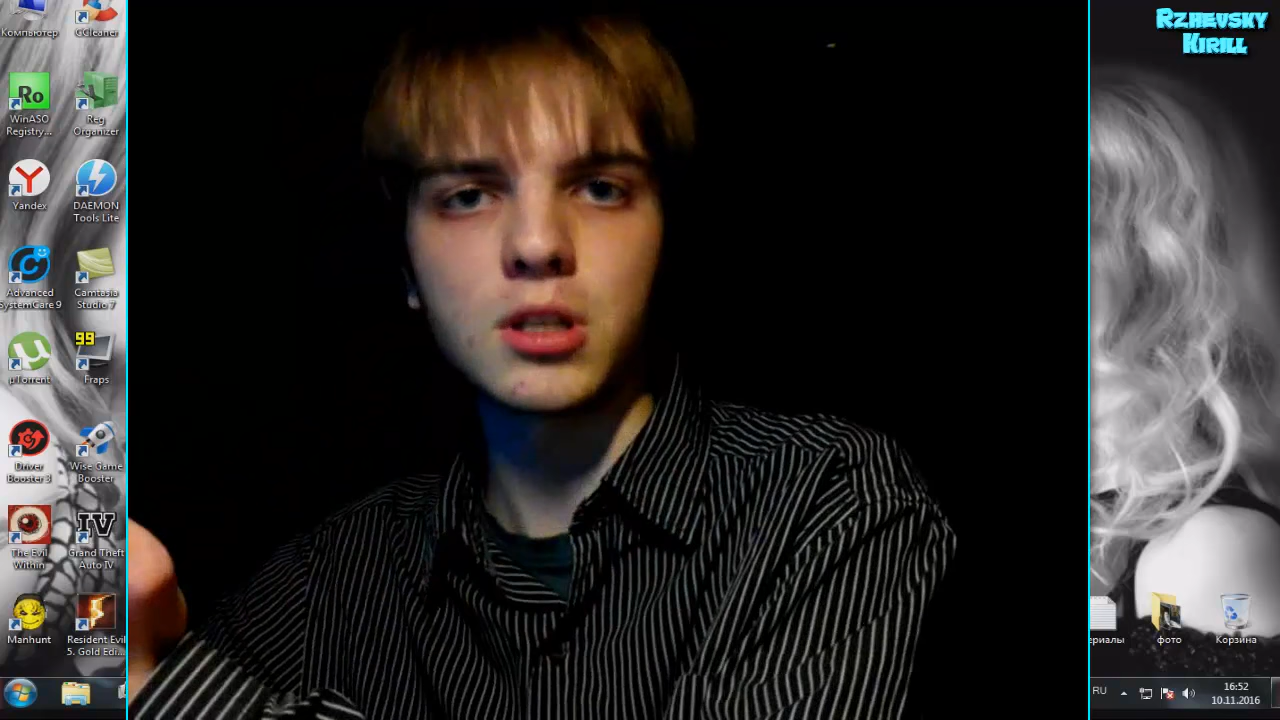 Rzhevsky
Kirill
Компьютер
CCleaner
Ro
WinASO
Registry...
Reg
Organizer
Yandex
DAEMON
Tools Lite
Advanced
SystemCare 9
Camtasia
Studio 7
µTorrent
99
Fraps
Driver
Booster 3
Wise Game
Booster
The Evil
Within
IV
Grand Theft
Auto IV
Manhunt
Resident Evil
5. Gold Edi...
ериалы
фото
Корзина
RU
16:52
10.11.2016